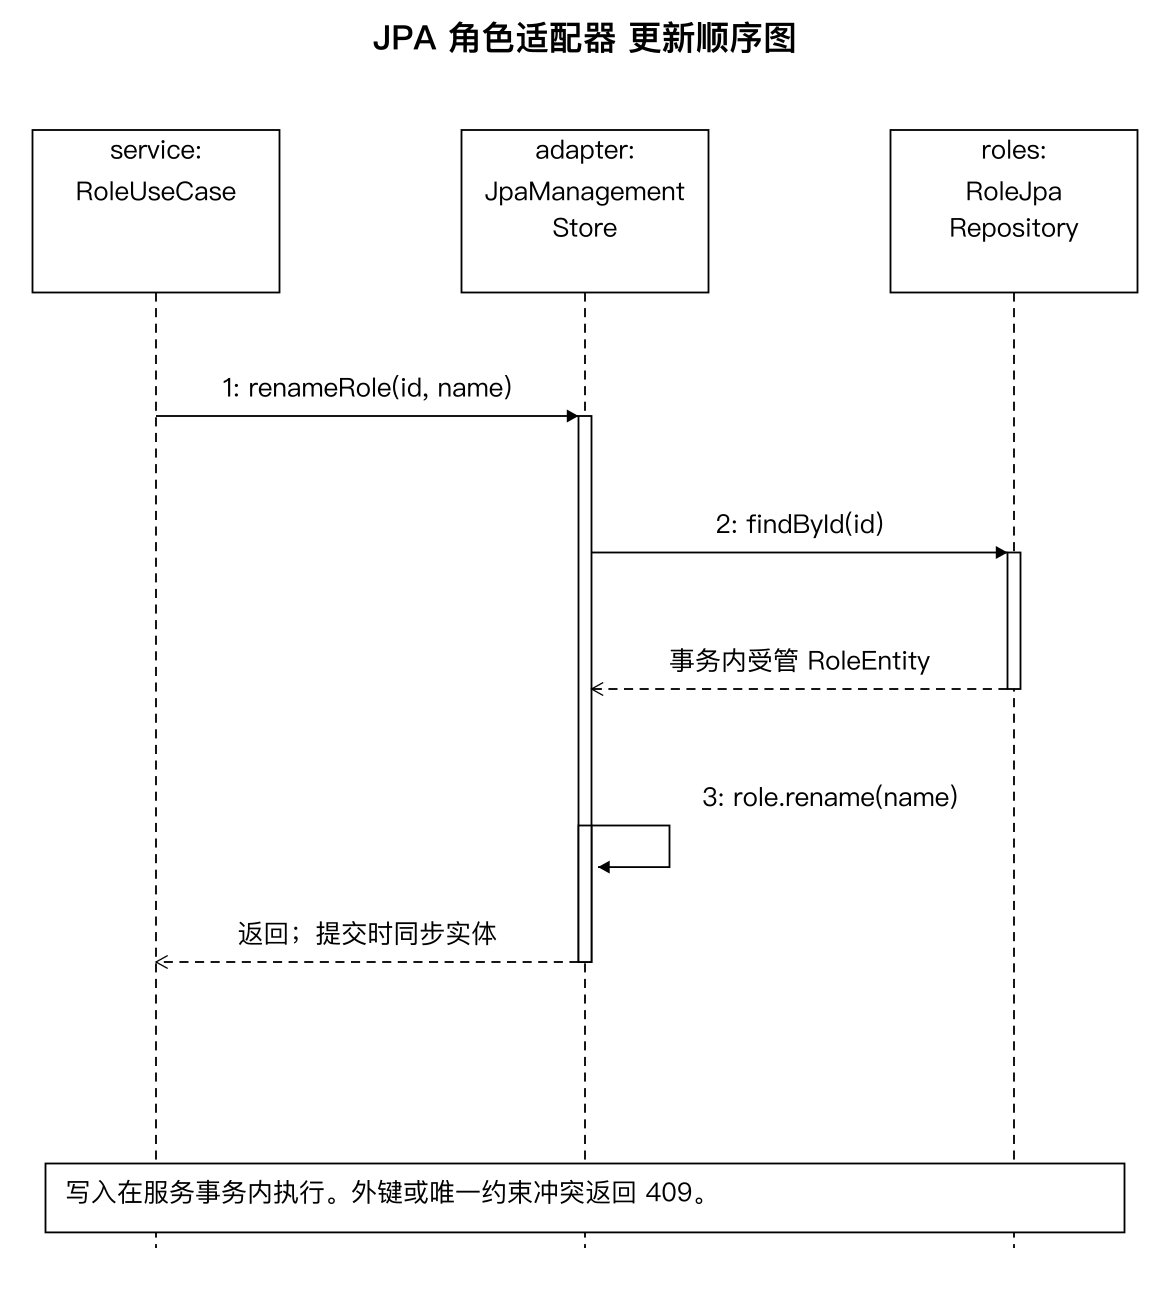 JPA 角色适配器 更新顺序图
service:
RoleUseCase
adapter:
JpaManagement
Store
roles:
RoleJpa
Repository
1: renameRole(id, name)
2: findById(id)
事务内受管 RoleEntity
3: role.rename(name)
返回；提交时同步实体
写入在服务事务内执行。外键或唯一约束冲突返回 409。